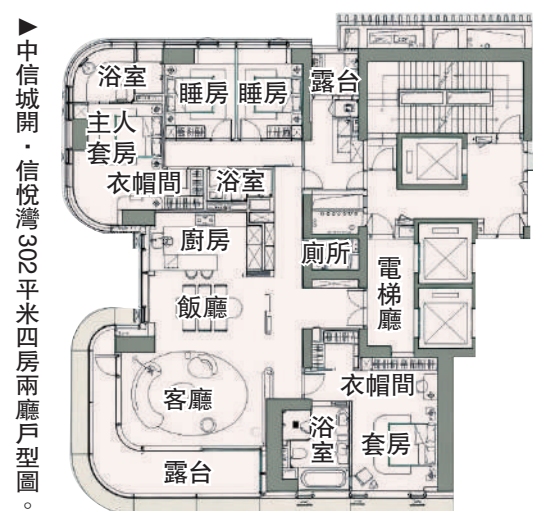 ▶中信城開·信悅灣302平米四房兩廳戶型圖。
浴室
睡房
睡房
露台
主人
套房
衣帽間
浴室
廚房
廁所
電梯廳
飯廳
客廳
衣帽間
浴室
套房
露台